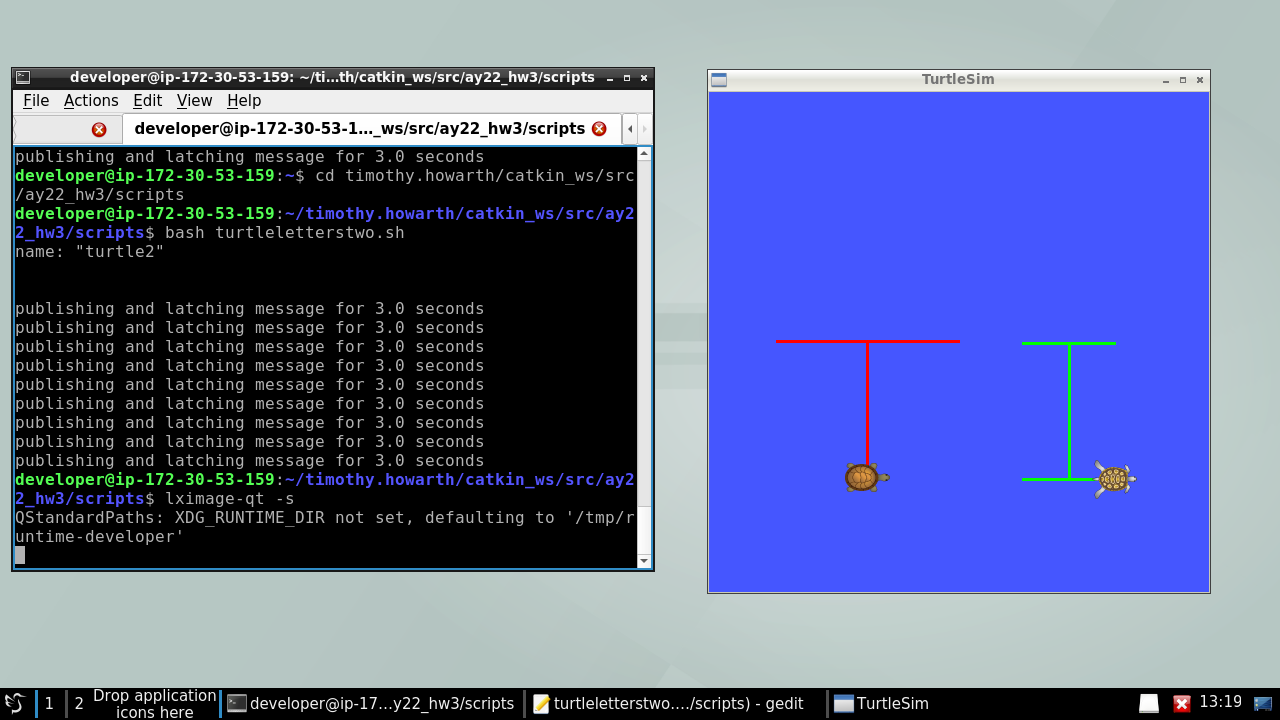 developer@ip-172-30-53-159: ~/ti…th/catkin_ws/src/ay22_hw3/scripts
File Actions Edit View Help
developer@ip-172-30-53-1…_ws/src/ay22_hw3/scripts
publishing and latching message for 3.0 seconds
developer@ip-172-30-53-159:~$ cd timothy.howarth/catkin_ws/src
/ay22_hw3/scripts
developer@ip-172-30-53-159:~/timothy.howarth/catkin_ws/src/ay2
2_hw3/scripts$ bash turtleletterstwo.sh
name: "turtle2"
publishing and latching message for 3.0 seconds
publishing and latching message for 3.0 seconds
publishing and latching message for 3.0 seconds
publishing and latching message for 3.0 seconds
publishing and latching message for 3.0 seconds
publishing and latching message for 3.0 seconds
publishing and latching message for 3.0 seconds
publishing and latching message for 3.0 seconds
publishing and latching message for 3.0 seconds
developer@ip-172-30-53-159:~/timothy.howarth/catkin_ws/src/ay2
2_hw3/scripts$ lximage-qt -s
QStandardPaths: XDG_RUNTIME_DIR not set, defaulting to '/tmp/r
untime-developer'
TurtleSim
1 2 Drop application
icons here
developer@ip-17…y22_hw3/scripts
turtleletterstwo.…/scripts) - gedit
TurtleSim
13:19